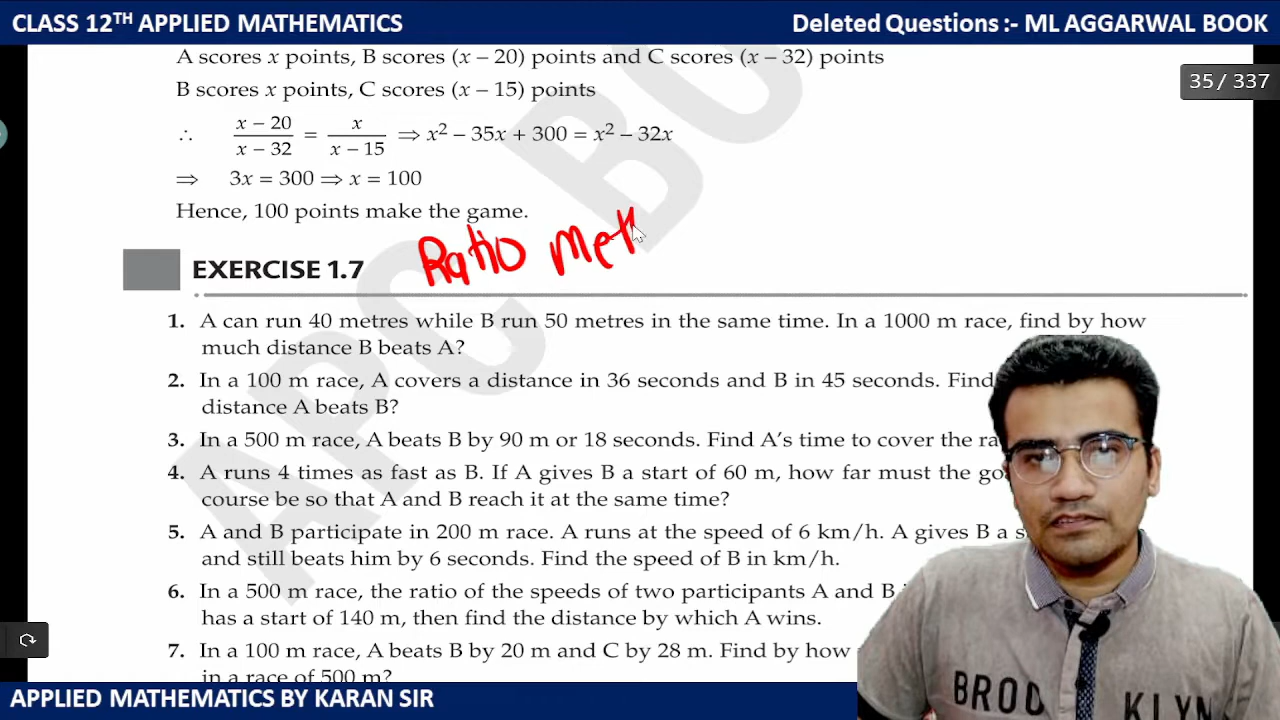 CLASS 12TH APPLIED MATHEMATICS
Deleted Questions :- ML AGGARWAL BOOK
A scores x points, B scores (x – 20) points and C scores (x – 32) points
35 / 337
B scores x points, C scores (x – 15) points
∴ (x – 20)/(x – 32) = x/(x – 15) ⇒ x² – 35x + 300 = x² – 32x
⇒ 3x = 300 ⇒ x = 100
Hence, 100 points make the game.
Ratio Met
EXERCISE 1.7
1. A can run 40 metres while B run 50 metres in the same time. In a 1000 m race, find by how
much distance B beats A?
2. In a 100 m race, A covers a distance in 36 seconds and B in 45 seconds. Find
distance A beats B?
3. In a 500 m race, A beats B by 90 m or 18 seconds. Find A's time to cover the
4. A runs 4 times as fast as B. If A gives B a start of 60 m, how far must the
course be so that A and B reach it at the same time?
5. A and B participate in 200 m race. A runs at the speed of 6 km/h. A gives B a
and still beats him by 6 seconds. Find the speed of B in km/h.
6. In a 500 m race, the ratio of the speeds of two participants A and B
has a start of 140 m, then find the distance by which A wins.
7. In a 100 m race, A beats B by 20 m and C by 28 m. Find by how
in a race of 500 m?
APC BO
BROO KLYN
APPLIED MATHEMATICS BY KARAN SIR